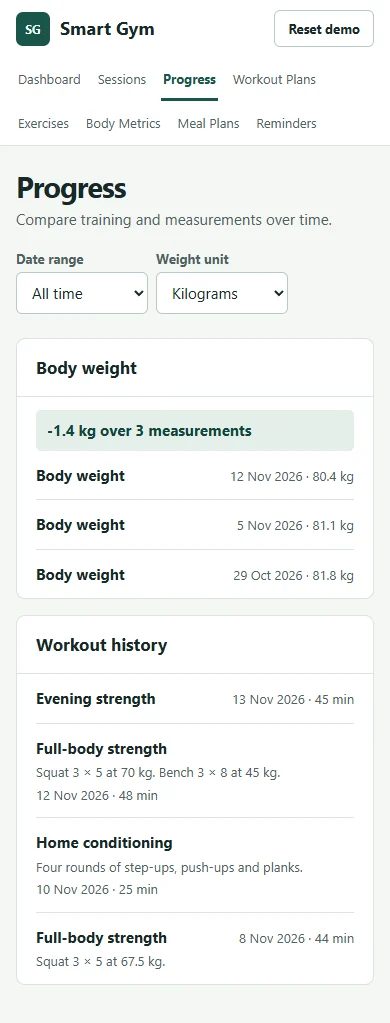 SG Smart Gym Reset demo
Dashboard Sessions Progress Workout Plans
Exercises Body Metrics Meal Plans Reminders
Progress
Compare training and measurements over time.
Date range Weight unit
All time Kilograms
Body weight
-1.4 kg over 3 measurements
Body weight 12 Nov 2026 · 80.4 kg
Body weight 5 Nov 2026 · 81.1 kg
Body weight 29 Oct 2026 · 81.8 kg
Workout history
Evening strength 13 Nov 2026 · 45 min
Full-body strength
Squat 3 × 5 at 70 kg. Bench 3 × 8 at 45 kg.
12 Nov 2026 · 48 min
Home conditioning
Four rounds of step-ups, push-ups and planks.
10 Nov 2026 · 25 min
Full-body strength 8 Nov 2026 · 44 min
Squat 3 × 5 at 67.5 kg.